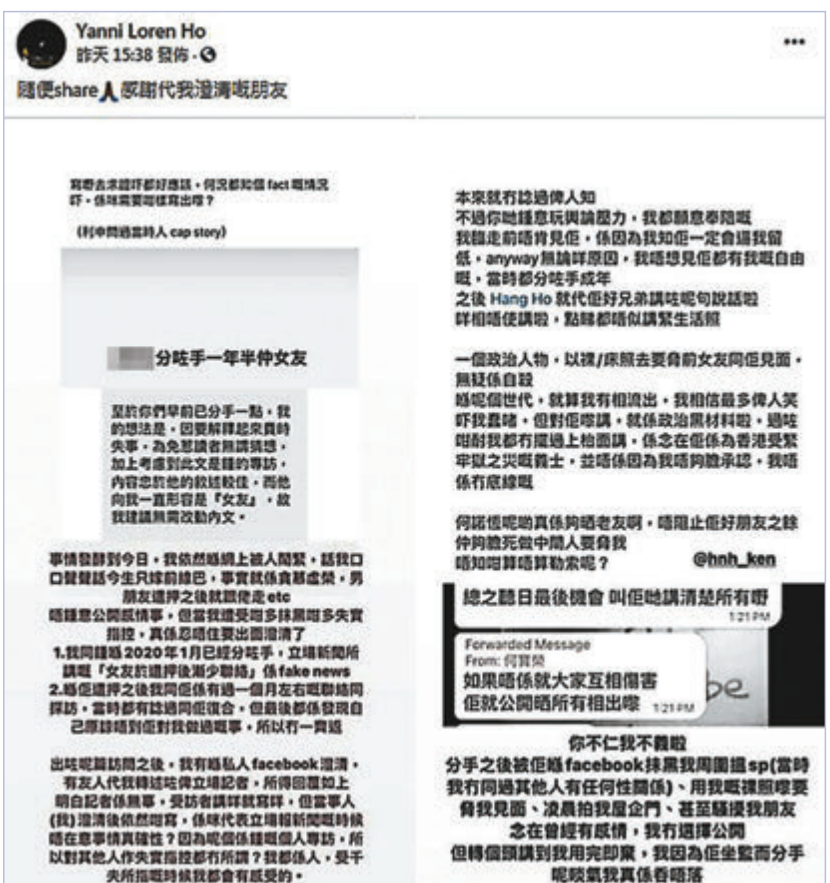 Yanni Loren Ho
昨天 15:38 發佈 ·
隨便share 感謝代我澄清嘅朋友
寫嘢去求證吓都好應該，何況都知個 fact 嘅情況
吓，係咪需要咁樣寫出嚟？
(利申問過當時人 cap story)
分咗手一年半仲女友
至於你們早前已分手一點，我
的想法是，因要解釋起來費時
失事，為免惹讀者無謂猜想，
加上考慮到此文是鍾的專訪，
內容忠於他的敘述較佳，而他
向我一直形容是『女友』，故
我建議無需改動內文。
事情發酵到今日，我依然喺網上被人鬧緊，話我口
口聲聲話今生只嫁前線巴，事實就係貪慕虛榮，男
朋友還押之後就跟佬走etc
唔鍾意公開感情事，但當我遭受咁多抹黑咁多失實
指控，真係忍唔住要出面澄清了
1.我同鍾喺2020年1月已經分咗手，立場新聞所
講嘅「女友於還押後漸少聯絡」係fake news
2.喺佢還押之後我同佢係有過一個月左右嘅聯絡同
探訪，當時都有諗過同佢復合，但最後都係發現自
己原諒唔到佢對我做過嘅事，所以冇一齊返
出咗呢篇訪問之後，我有喺私人facebook澄清，
有友人代我轉述咗俾立場記者，所得回覆如上
明白記者係無辜，受訪者講咩就寫咩，但當事人
(我)澄清後依然咁寫，係咪代表立場報新聞嘅時候
唔在意事情真確性？因為呢個係鍾嘅個人專訪，所
以對其他人作失實指控都冇所謂？我都係人，受千
夫所指嘅時候我都會有感受的。
本來就冇諗過俾人知
不過你哋鍾意玩輿論壓力，我都願意奉陪嘅
我臨走前唔肯見佢，係因為我知佢一定會逼我留
低，anyway無論咩原因，我唔想見佢都有我嘅自由
嘅，當時都分咗手成年
之後 Hang Ho 就代佢好兄弟講咗呢句說話啦
咩相唔使講啦，點睇都唔似講緊生活照
一個政治人物，以裸/床照去要脅前女友同佢見面，
無疑係自殺
喺呢個世代，就算我有相流出，我相信最多俾人笑
吓我蠢啫，但對佢嚟講，就係政治黑材料啦，過咗
咁耐我都冇擺過上枱面講，係念在佢係為香港受緊
牢獄之災嘅義士，並唔係因為我唔夠膽承認，我唔
係冇底線嘅
何諾恆呢啲真係夠晒老友啊，唔阻止佢好朋友之餘
仲夠膽死做中間人要脅我
唔知咁算唔算勒索呢？
@hnh_ken
總之聽日最後機會 叫佢哋講清楚所有嘢
1:21 PM
Forwarded Message
From: 何寶榮
如果唔係就大家互相傷害
佢就公開晒所有相出嚟 1:21 PM
你不仁我不義啦
分手之後被佢喺facebook抹黑我周圍搵sp(當時
我冇同過其他人有任何性關係)、用我嘅裸照嚟要
脅我見面、凌晨拍我屋企門、甚至騷擾我朋友
念在曾經有感情，我冇選擇公開
但轉個頭講到我用完即棄，我因為佢坐監而分手
呢啖氣我真係吞唔落